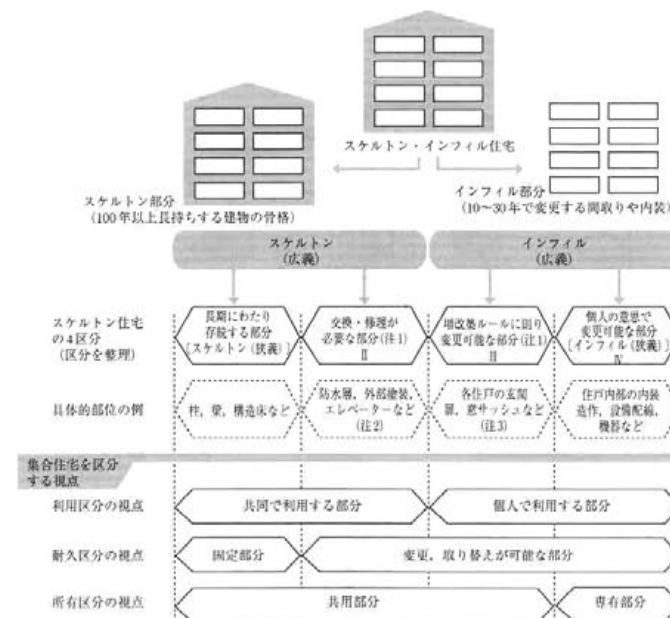 スケルトン・インフィル住宅
スケルトン部分
(100年以上長持ちする建物の骨格)
インフィル部分
(10〜30年で変更する間取りや内装)
スケルトン
(広義)
インフィル
(広義)
スケルトン住宅
の4区分
(区分を整理)
長期にわたり
存続する部分
[スケルトン(狭義)]
I
交換・修理が
必要な部分(注1)
II
増改築ルールに則り
変更可能な部分(注1)
III
個人の意思で
変更可能な部分
[インフィル(狭義)]
IV
具体的部位の例
柱, 梁, 構造床など
防水層, 外部塗装,
エレベーターなど
(注2)
各住戸の玄関
扉, 窓サッシュなど
(注3)
住戸内部の内装
造作, 設備配線,
機器など
集合住宅を区分
する視点
利用区分の視点
共同で利用する部分
個人で利用する部分
耐久区分の視点
固定部分
変更, 取り替えが可能な部分
所有区分の視点
共用部分
専有部分